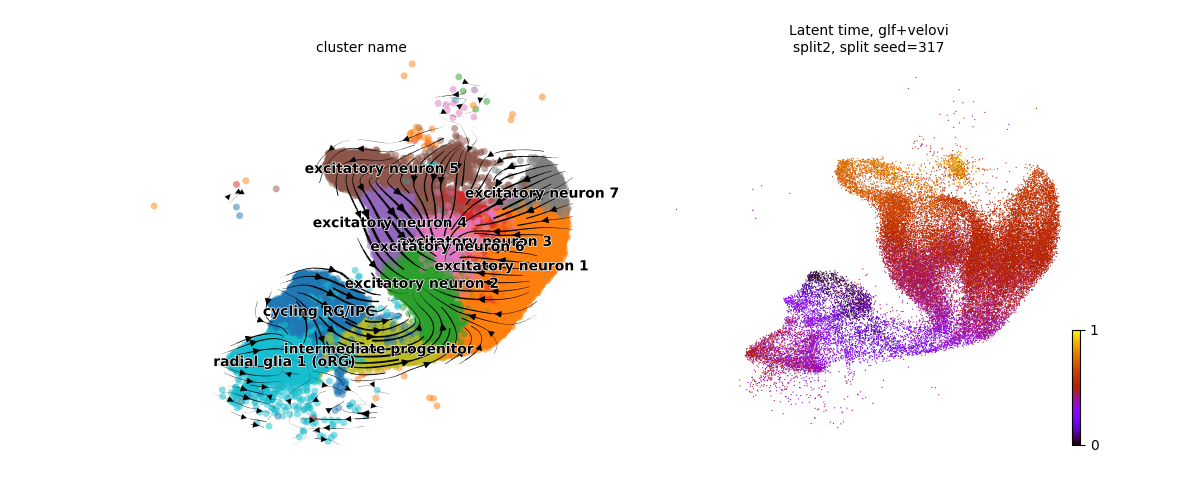 cluster name
Latent time, glf+velovi
split2, split seed=317
excitatory neuron 5
excitatory neuron 7
excitatory neuron 4
excitatory neuron 3
excitatory neuron 6
excitatory neuron 1
excitatory neuron 2
cycling RG/IPC
intermediate progenitor
radial glia 1 (oRG)
1
0